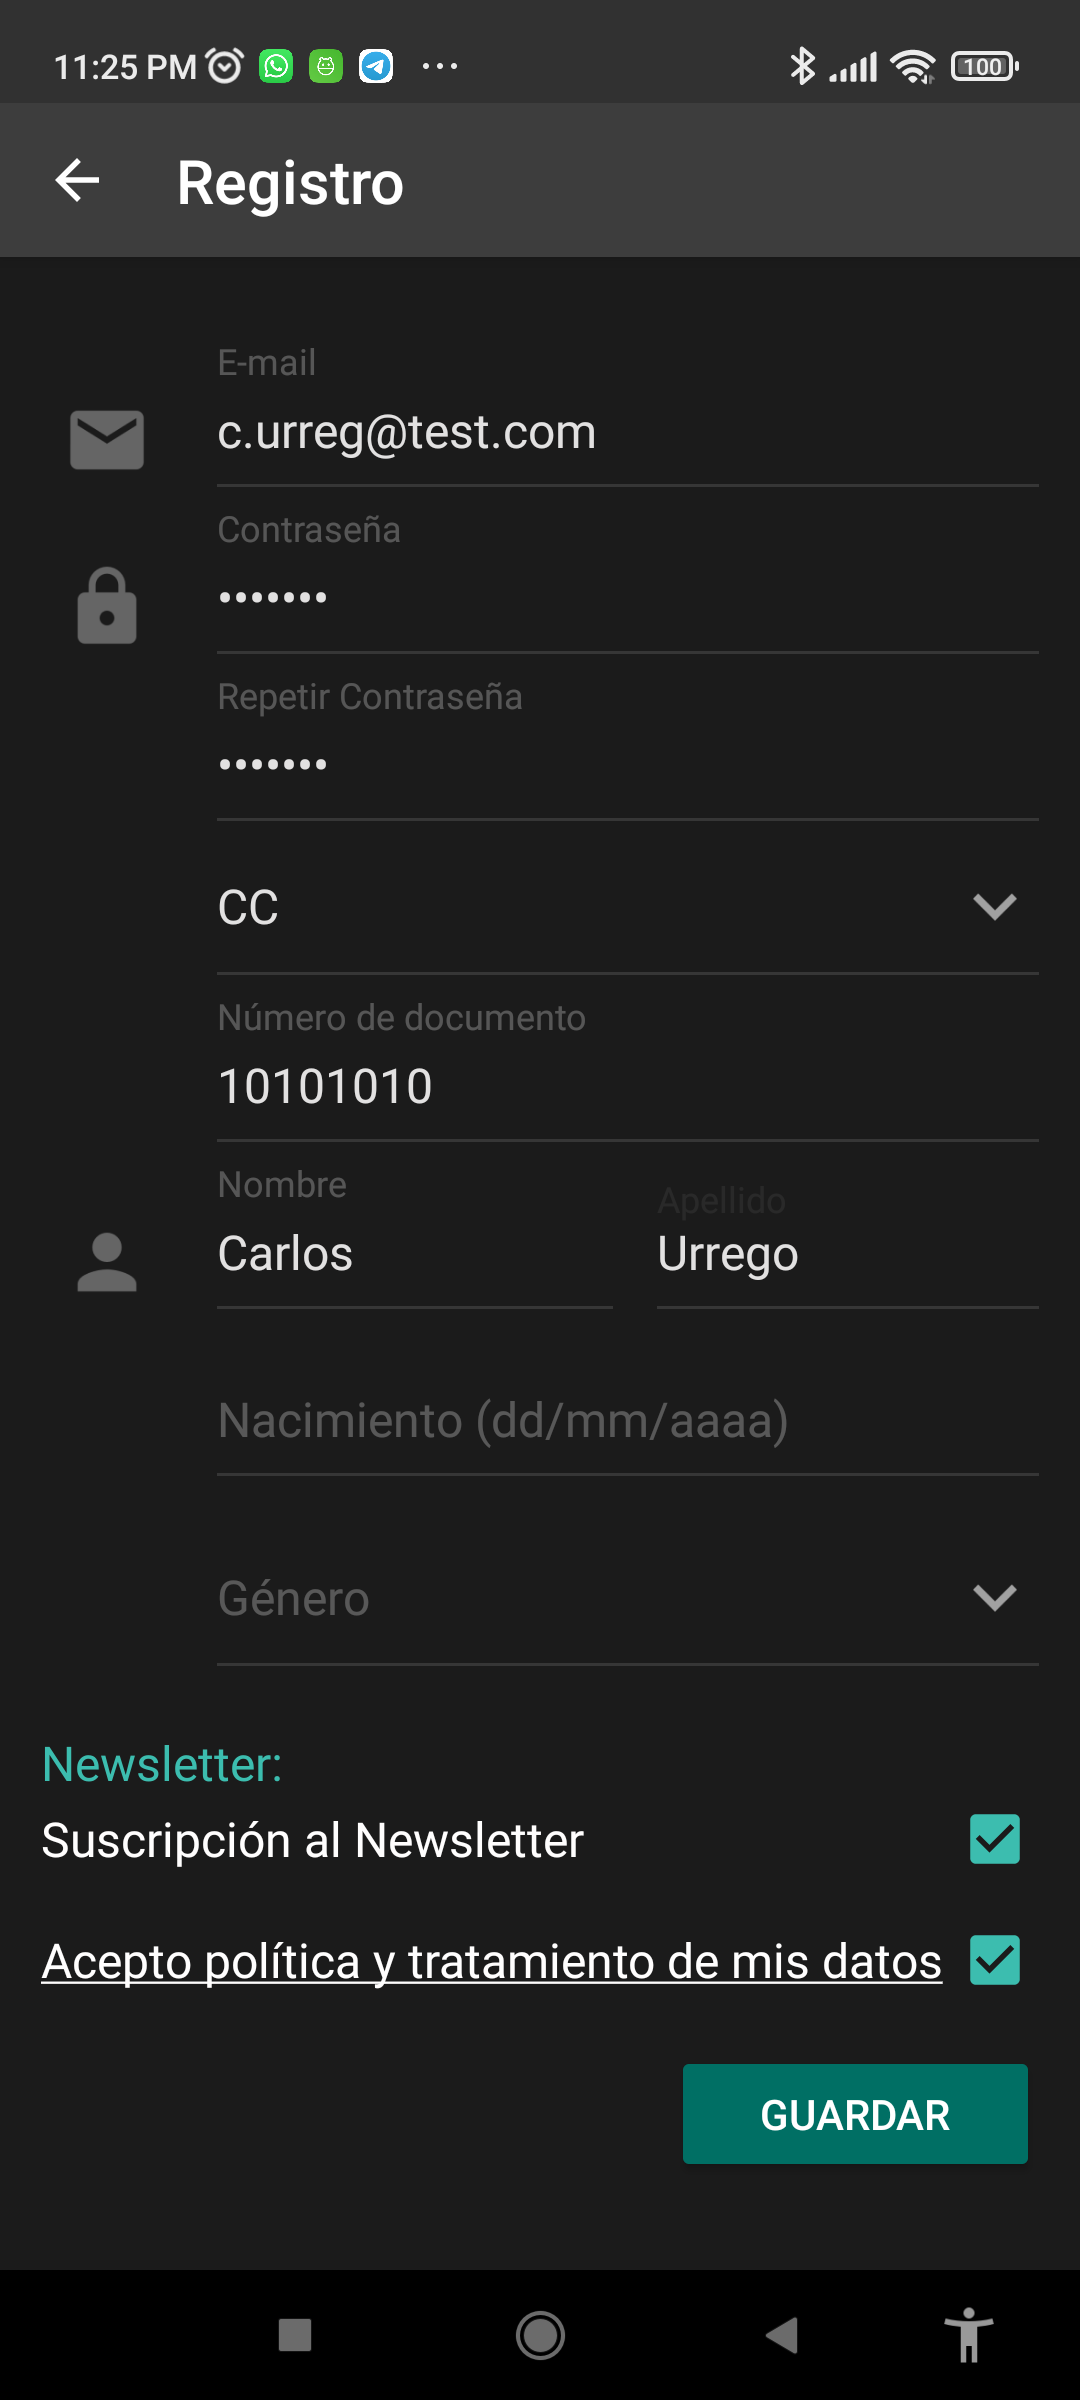 11:25 PM
100
Registro
E-mail
c.urreg@test.com
Contraseña
•••••••
Repetir Contraseña
•••••••
CC
Número de documento
10101010
Nombre
Apellido
Carlos
Urrego
Nacimiento (dd/mm/aaaa)
Género
Newsletter:
Suscripción al Newsletter
Acepto política y tratamiento de mis datos
GUARDAR